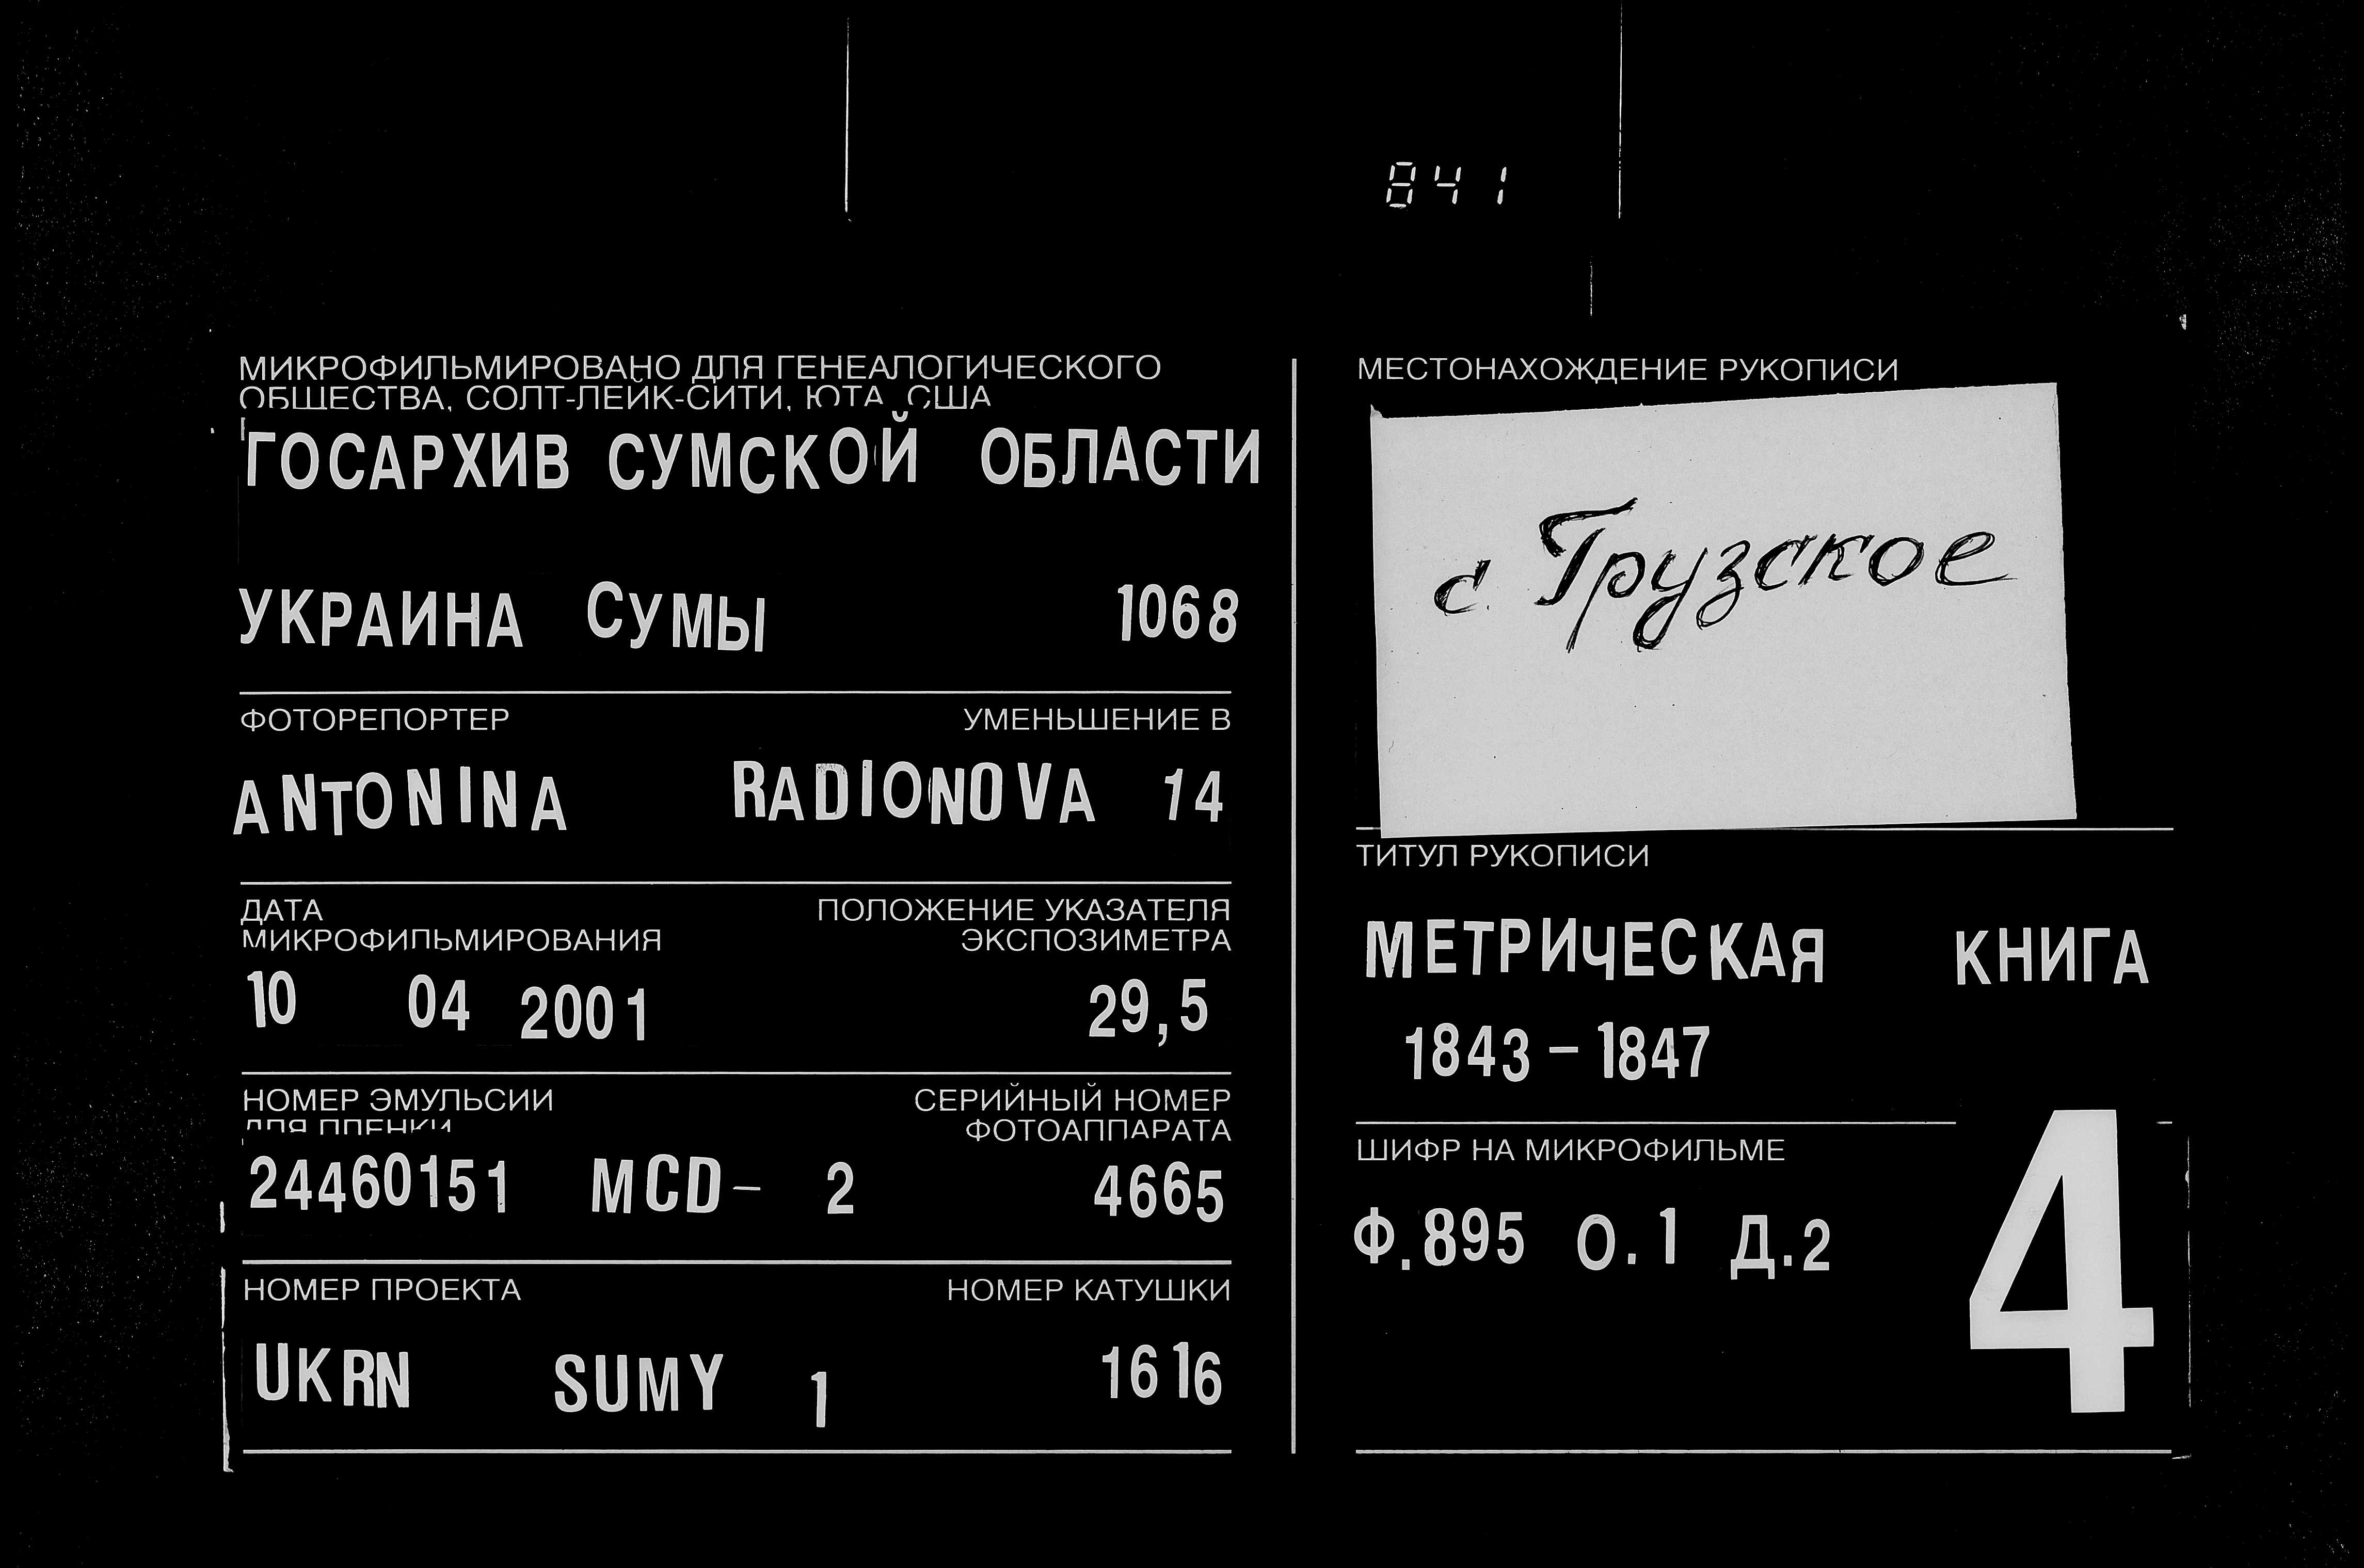 841
МИКРОФИЛЬМИРОВАНО ДЛЯ ГЕНЕАЛОГИЧЕСКОГО
ОБЩЕСТВА, СОЛТ-ЛЕЙК-СИТИ, ЮТА, США
ГОСАРХИВ СУМСКОЙ ОБЛАСТИ
УКРАИНА СУМЫ 1068
ФОТОРЕПОРТЕР УМЕНЬШЕНИЕ В
ANTONINA RADIONOVA 14
ДАТА ПОЛОЖЕНИЕ УКАЗАТЕЛЯ
МИКРОФИЛЬМИРОВАНИЯ ЭКСПОЗИМЕТРА
10 04 2001 29,5
НОМЕР ЭМУЛЬСИИ СЕРИЙНЫЙ НОМЕР
ДЛЯ ПЛЕНКИ ФОТОАППАРАТА
24460151 MCD- 2 4665
НОМЕР ПРОЕКТА НОМЕР КАТУШКИ
UKRN SUMY 1 1616
МЕСТОНАХОЖДЕНИЕ РУКОПИСИ
с. Грузское
ТИТУЛ РУКОПИСИ
МЕТРИЧЕСКАЯ КНИГА
1843-1847
ШИФР НА МИКРОФИЛЬМЕ
Ф.895 О.1 Д.2
4